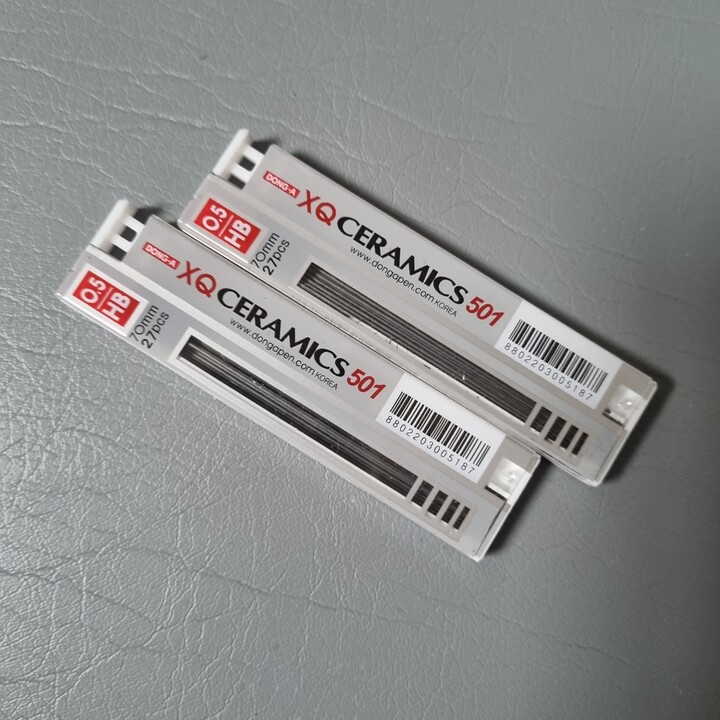 DONG-A
XQ CERAMICS 501
www.dongapen.com KOREA
0.5
HB
70mm
27pcs
8802203005187
DONG-A
XQ CERAMICS 501
www.dongapen.com KOREA
0.5
HB
70mm
27pcs
8802203005187